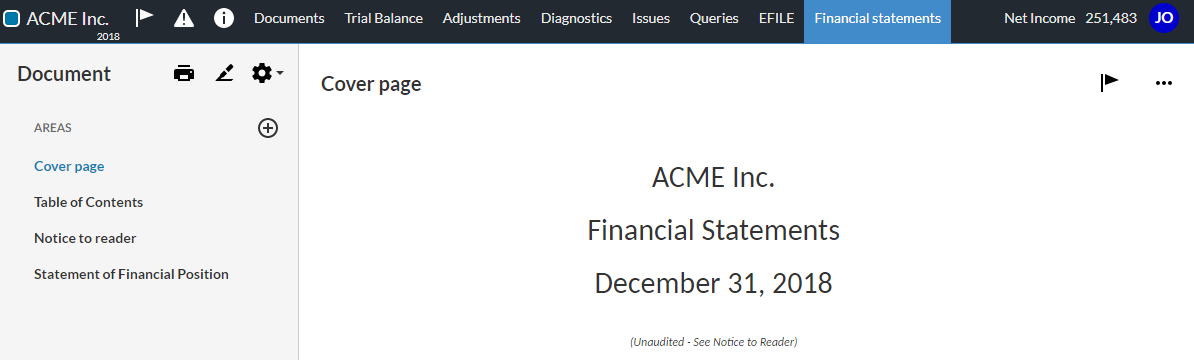 ACME Inc. Documents Trial Balance Adjustments Diagnostics Issues Queries EFILE Financial statements Net Income 251,483 JO
2018
Document
Cover page
AREAS
Cover page
Table of Contents
Notice to reader
Statement of Financial Position
ACME Inc.
Financial Statements
December 31, 2018
(Unaudited - See Notice to Reader)